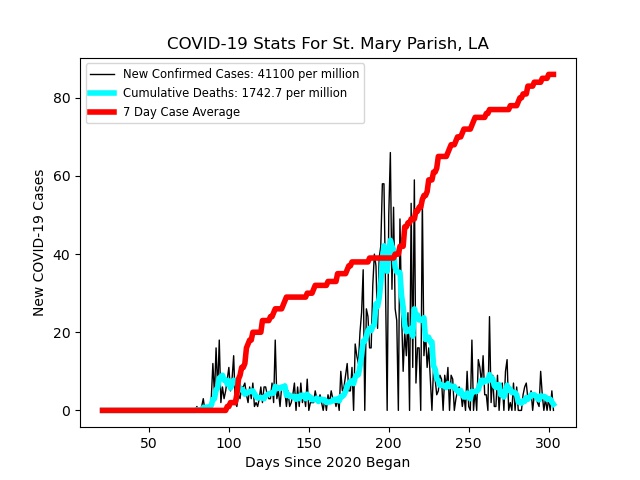 COVID-19 Stats For St. Mary Parish, LA
New Confirmed Cases: 41100 per million
Cumulative Deaths: 1742.7 per million
7 Day Case Average
New COVID-19 Cases
80
60
40
20
0
50 100 150 200 250 300
Days Since 2020 Began